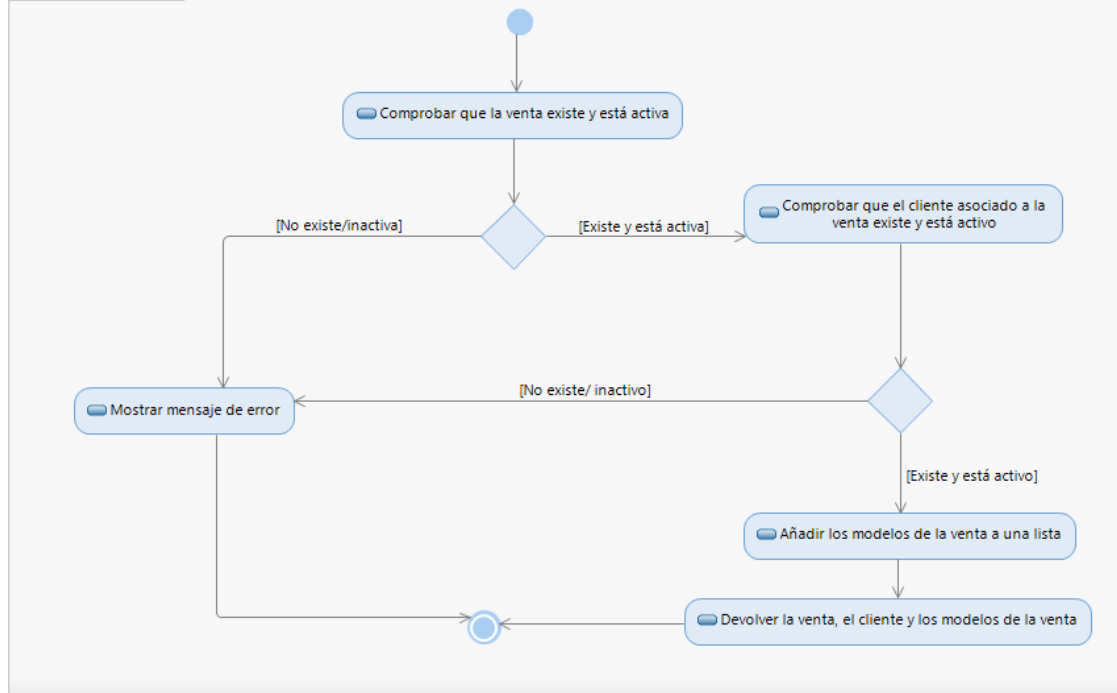 Comprobar que la venta existe y está activa
Comprobar que el cliente asociado a la
venta existe y está activo
[No existe/inactiva]
[Existe y está activa]
[No existe/ inactivo]
Mostrar mensaje de error
[Existe y está activo]
Añadir los modelos de la venta a una lista
Devolver la venta, el cliente y los modelos de la venta